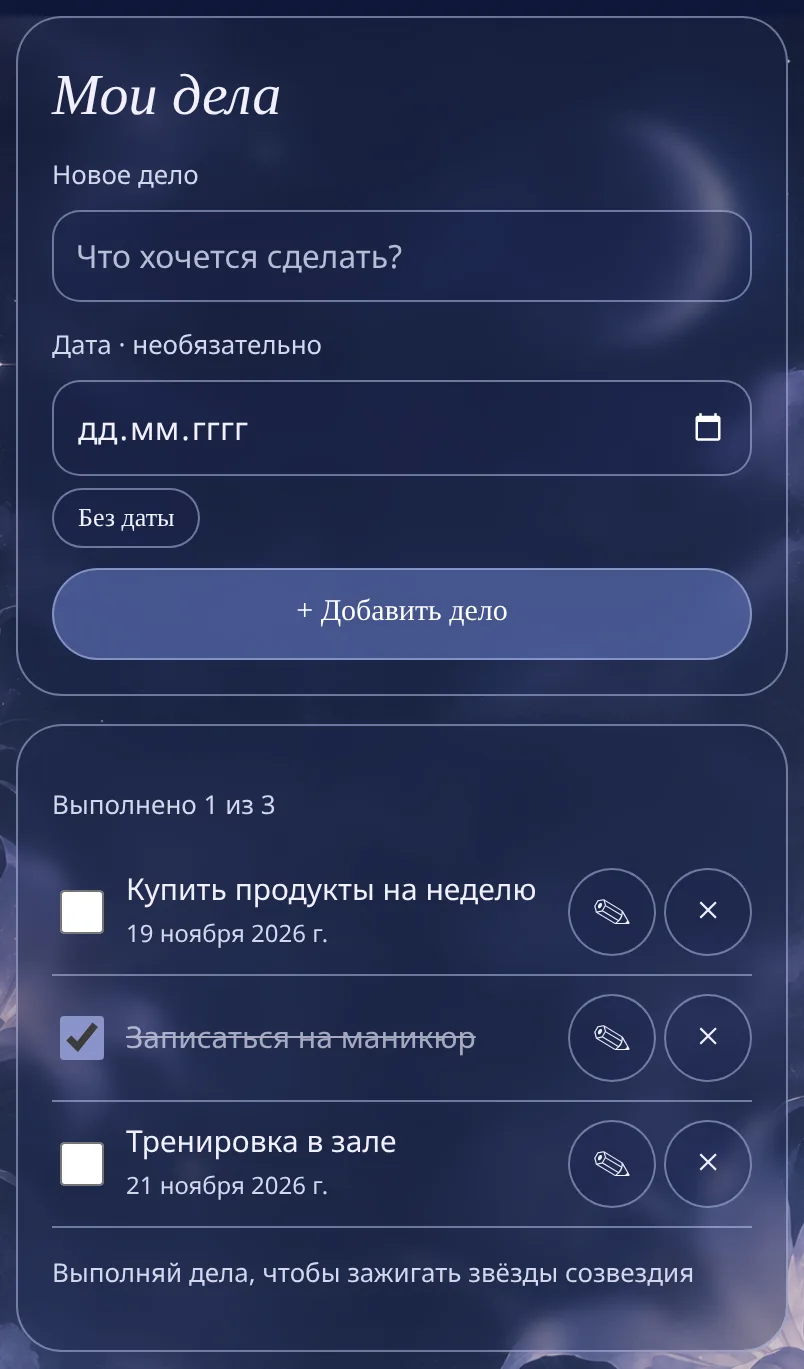 Мои дела
Новое дело
Что хочется сделать?
Дата · необязательно
дд.мм.гггг
Без даты
+ Добавить дело
Выполнено 1 из 3
Купить продукты на неделю
19 ноября 2026 г.
Записаться на маникюр
Тренировка в зале
21 ноября 2026 г.
Выполняй дела, чтобы зажигать звёзды созвездия